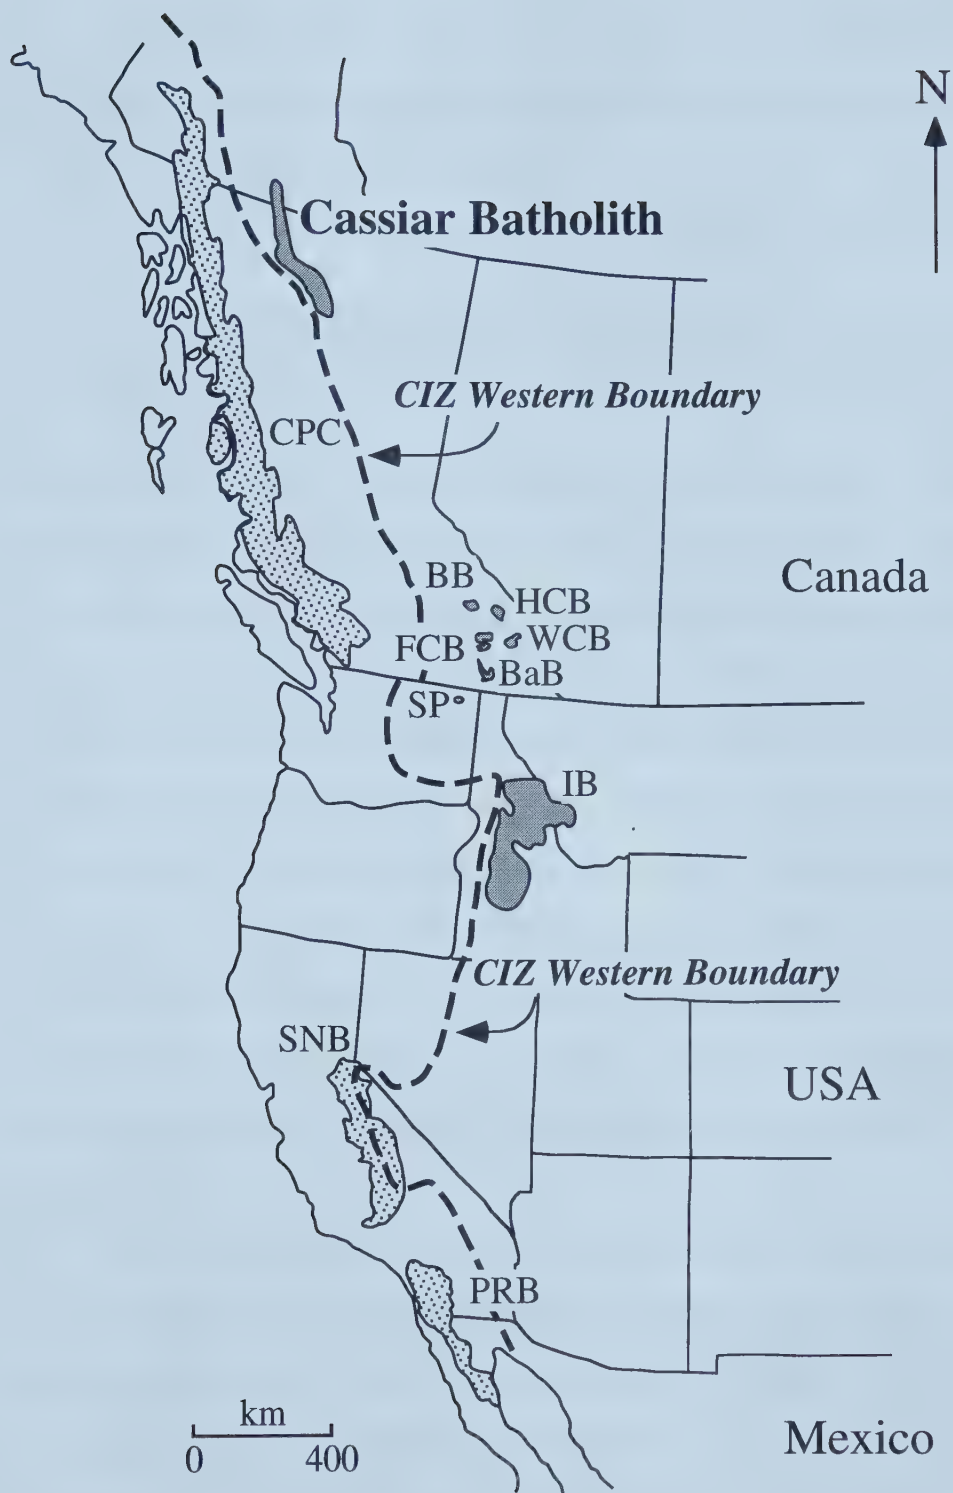 N
Cassiar Batholith
CIZ Western Boundary
CPC
Canada
BB
HCB
FCB
WCB
BaB
SP
IB
CIZ Western Boundary
SNB
USA
PRB
km
0 400
Mexico